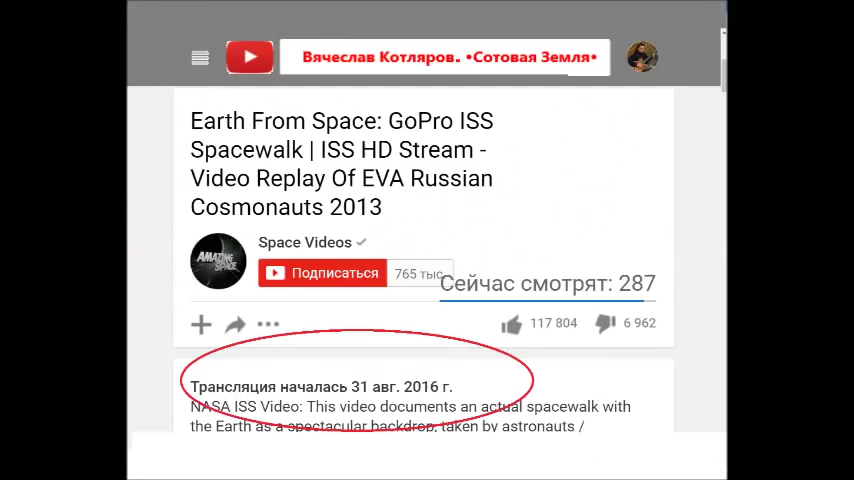 Вячеслав Котляров. •Сотовая Земля•
Earth From Space: GoPro ISS
Spacewalk | ISS HD Stream -
Video Replay Of EVA Russian
Cosmonauts 2013
AMAZING
SPACE
Space Videos
Подписаться
765 тыс.
Сейчас смотрят: 287
117 804
6 962
Трансляция началась 31 авг. 2016 г.
NASA ISS Video: This video documents an actual spacewalk with
the Earth as a spectacular backdrop, taken by astronauts /